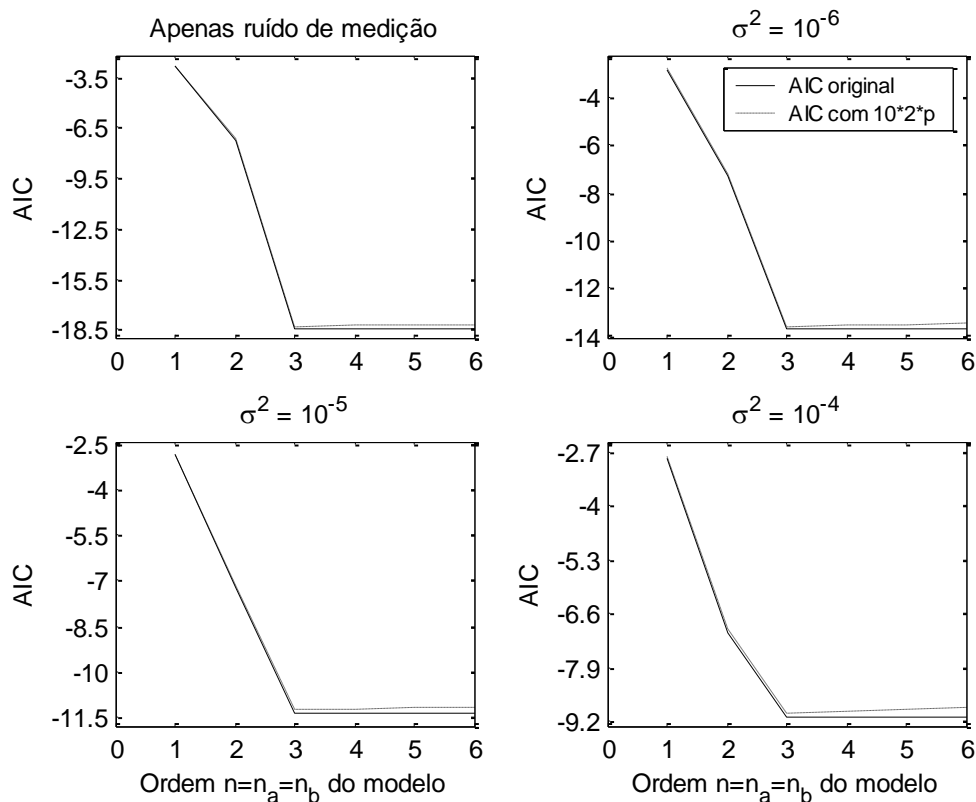 Apenas ruído de medição
AIC
-3.5
-6.5
-9.5
-12.5
-15.5
-18.5
0 1 2 3 4 5 6
σ² = 10⁻⁶
AIC original
AIC com 10*2*p
AIC
-4
-6
-8
-10
-12
-14
0 1 2 3 4 5 6
σ² = 10⁻⁵
AIC
-2.5
-4
-5.5
-7
-8.5
-10
-11.5
0 1 2 3 4 5 6
Ordem n=nₐ=n_b do modelo
σ² = 10⁻⁴
AIC
-2.7
-4
-5.3
-6.6
-7.9
-9.2
0 1 2 3 4 5 6
Ordem n=nₐ=n_b do modelo